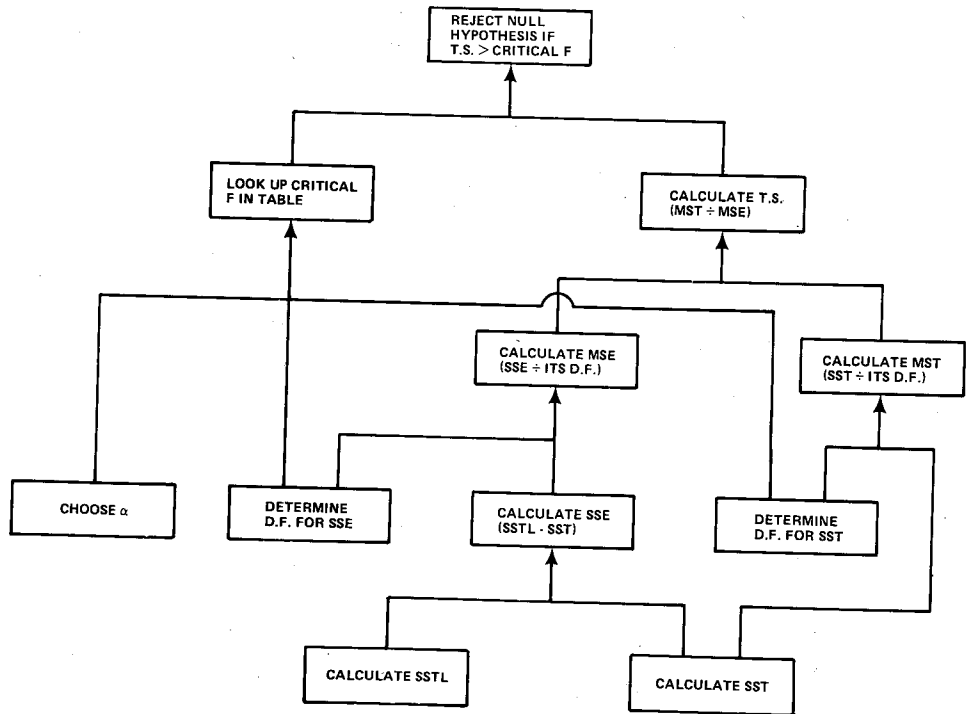 REJECT NULL
HYPOTHESIS IF
T.S. > CRITICAL F
LOOK UP CRITICAL
F IN TABLE
CALCULATE T.S.
(MST ÷ MSE)
CALCULATE MSE
(SSE ÷ ITS D.F.)
CALCULATE MST
(SST ÷ ITS D.F.)
CHOOSE α
DETERMINE
D.F. FOR SSE
CALCULATE SSE
(SSTL - SST)
DETERMINE
D.F. FOR SST
CALCULATE SSTL
CALCULATE SST